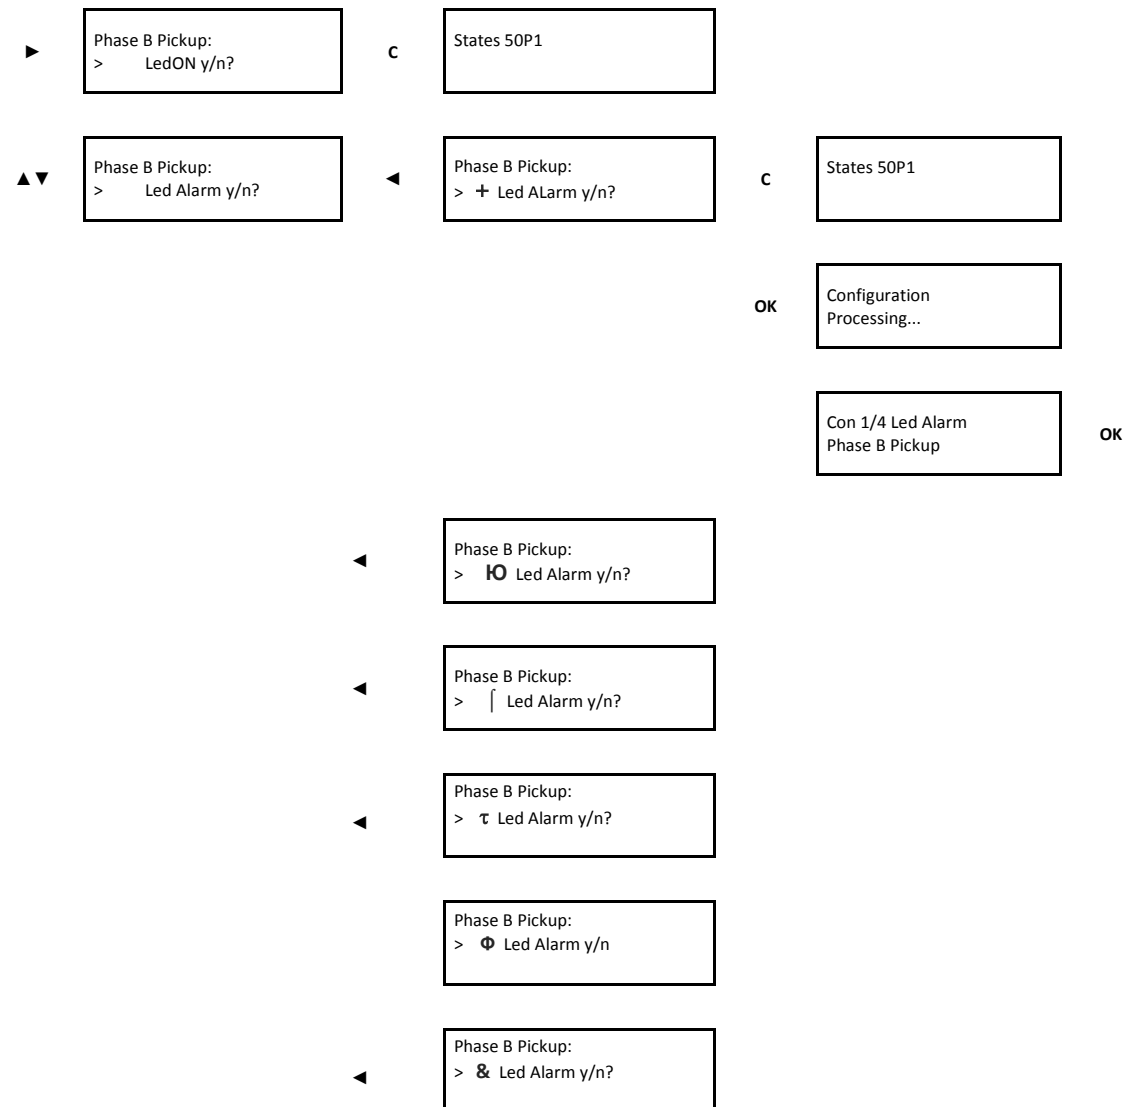 ►
Phase B Pickup:
> LedON y/n?
C
States 50P1
▲▼
Phase B Pickup:
> Led Alarm y/n?
◄
Phase B Pickup:
> + Led ALarm y/n?
C
States 50P1
OK
Configuration
Processing...
Con 1/4 Led Alarm
Phase B Pickup
OK
◄
Phase B Pickup:
> Ю Led Alarm y/n?
◄
Phase B Pickup:
> ⌠ Led Alarm y/n?
◄
Phase B Pickup:
> τ Led Alarm y/n?
Phase B Pickup:
> Φ Led Alarm y/n
◄
Phase B Pickup:
> & Led Alarm y/n?